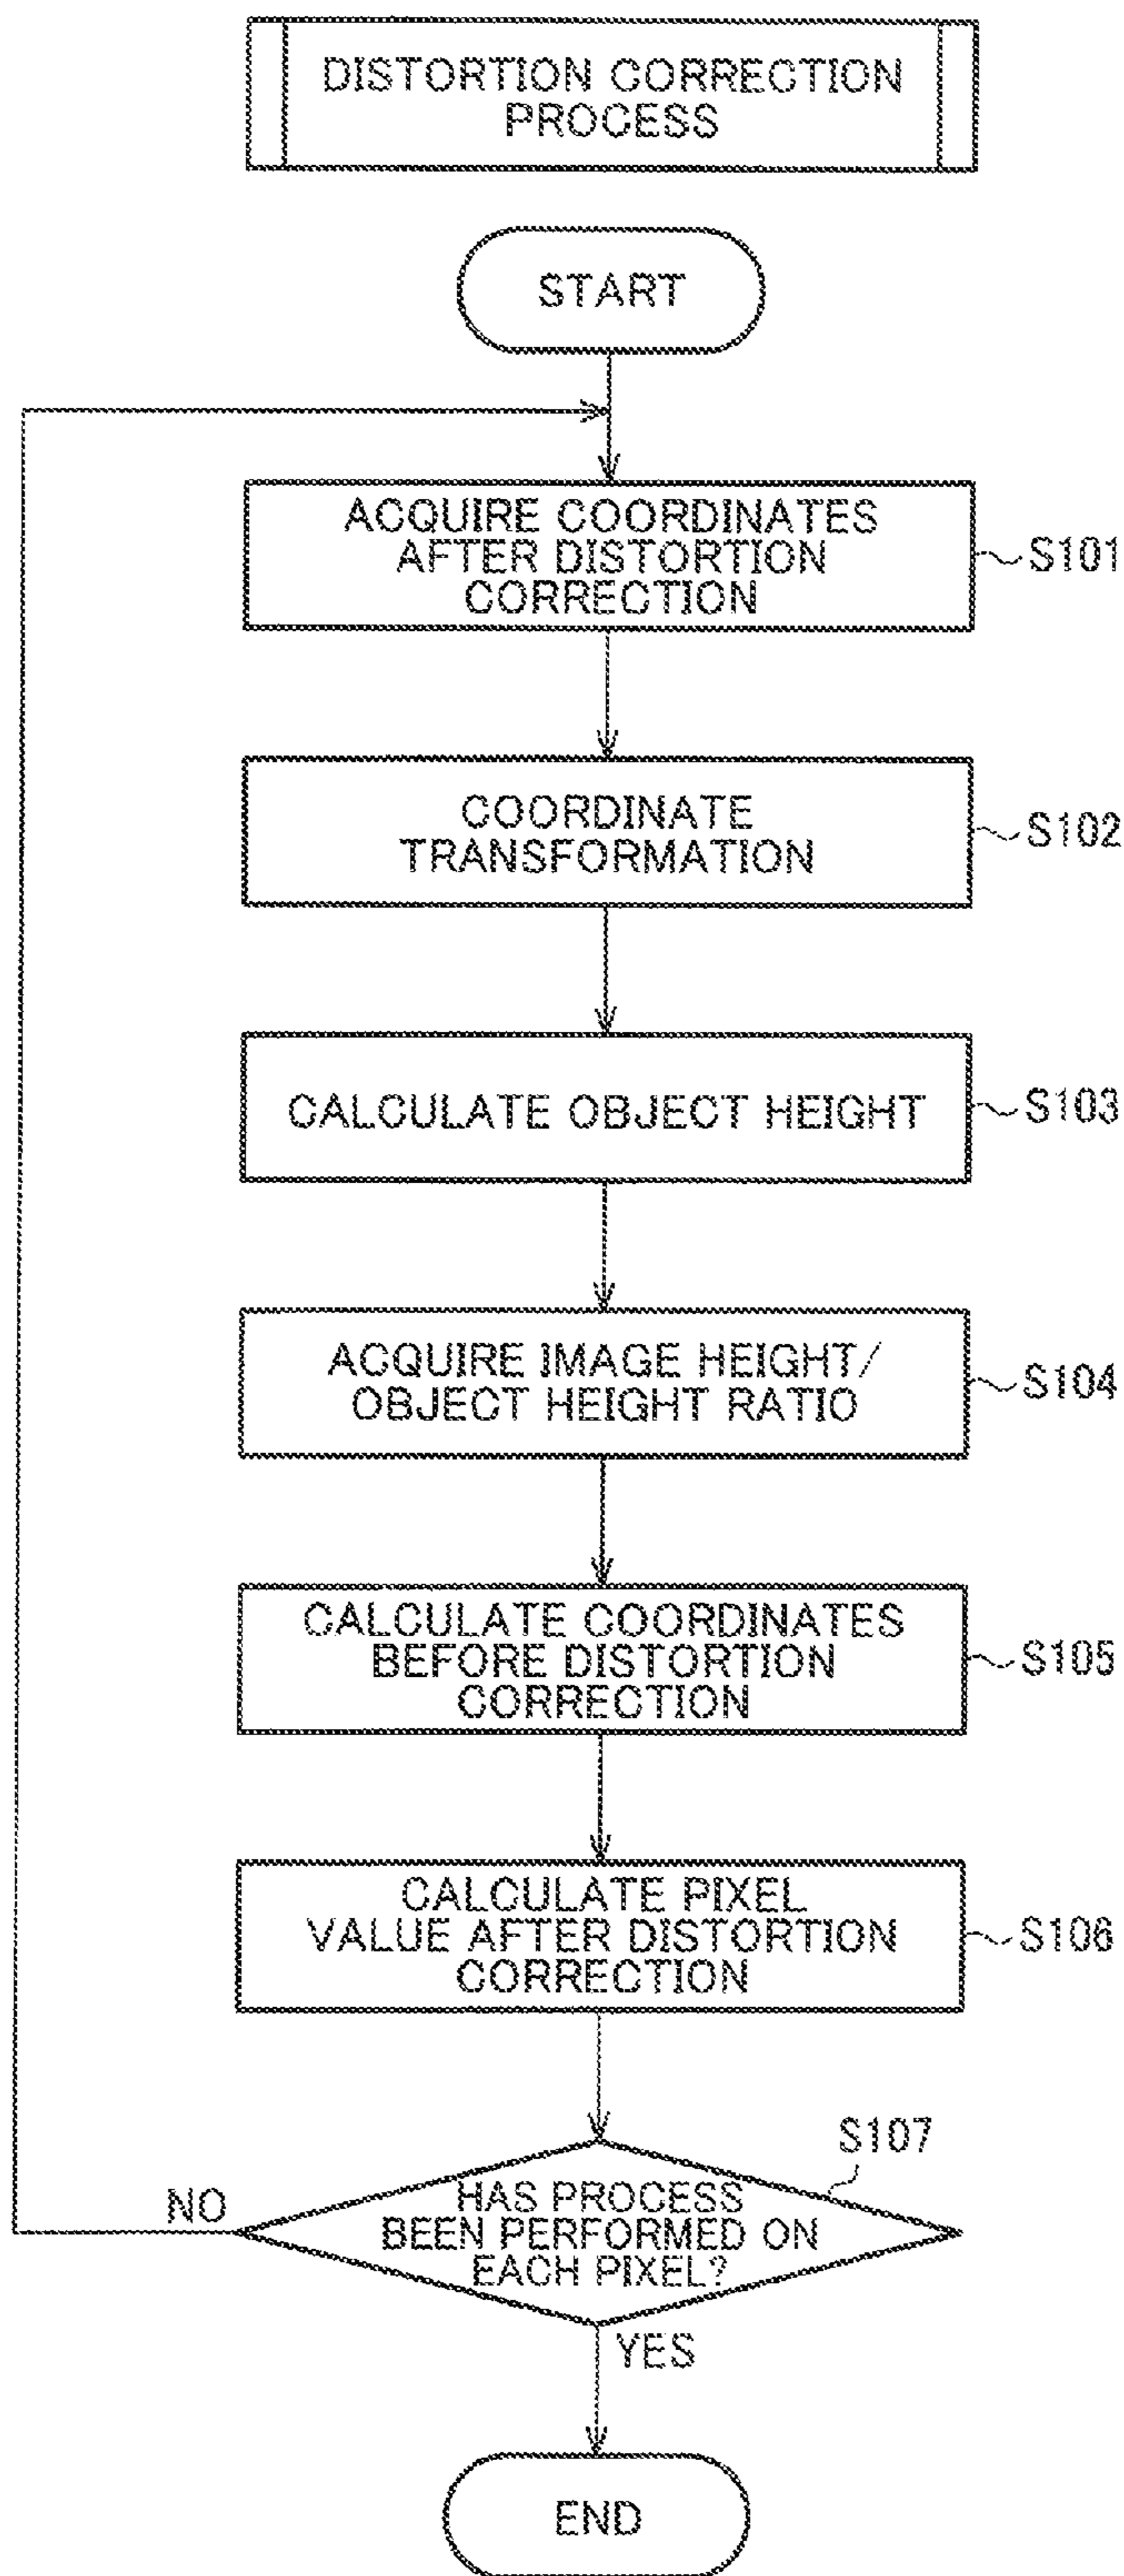 DISTORTION CORRECTION
PROCESS
START
ACQUIRE COORDINATES
AFTER DISTORTION
CORRECTION
S101
COORDINATE
TRANSFORMATION
S102
CALCULATE OBJECT HEIGHT
S103
ACQUIRE IMAGE HEIGHT/
OBJECT HEIGHT RATIO
S104
CALCULATE COORDINATES
BEFORE DISTORTION
CORRECTION
S105
CALCULATE PIXEL
VALUE AFTER DISTORTION
CORRECTION
S106
S107
HAS PROCESS
BEEN PERFORMED ON
EACH PIXEL?
NO
YES
END